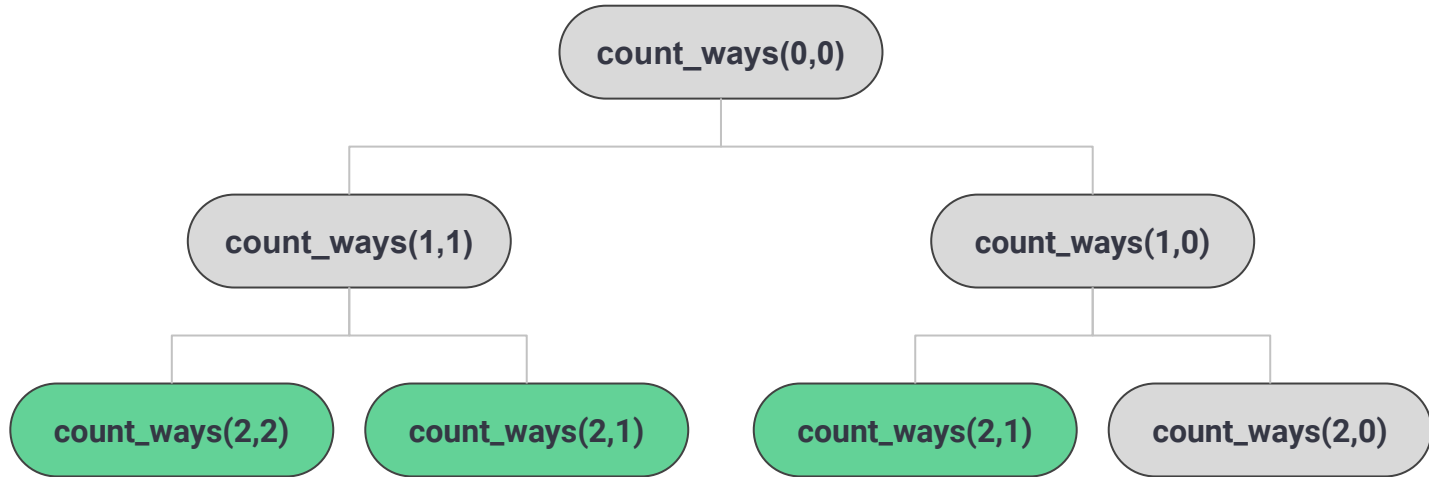 count_ways(0,0)
count_ways(1,1)
count_ways(1,0)
count_ways(2,2)
count_ways(2,1)
count_ways(2,1)
count_ways(2,0)